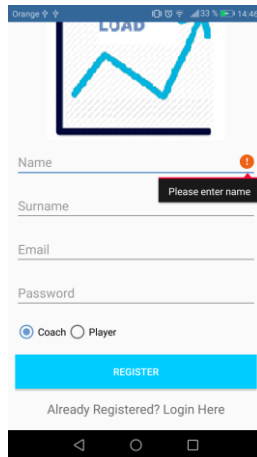 Orange
33 % 14:46
LOAD
Name
Please enter name
Surname
Email
Password
Coach Player
REGISTER
Already Registered? Login Here